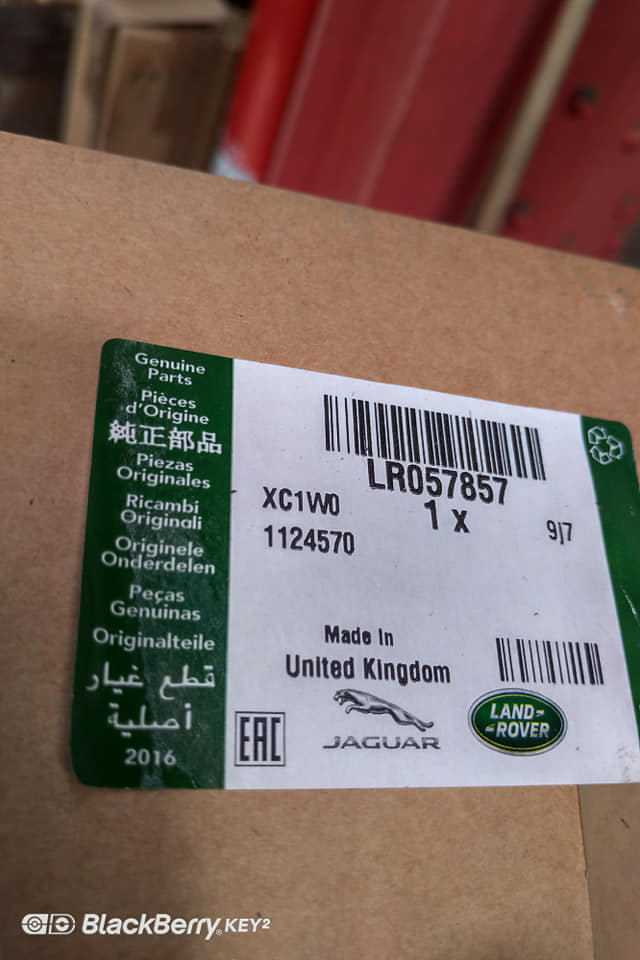 Genuine
Parts
Pièces
d'Origine
純正部品
Piezas
Originales
Ricambi
Originali
Originele
Onderdelen
Peças
Genuinas
Originalteile
قطع غيار
أصلية
2016
LR057857
XC1W0
1 x
9/7
1124570
Made In
United Kingdom
EAC
JAGUAR
LAND-
-ROVER
BlackBerry® KEY²